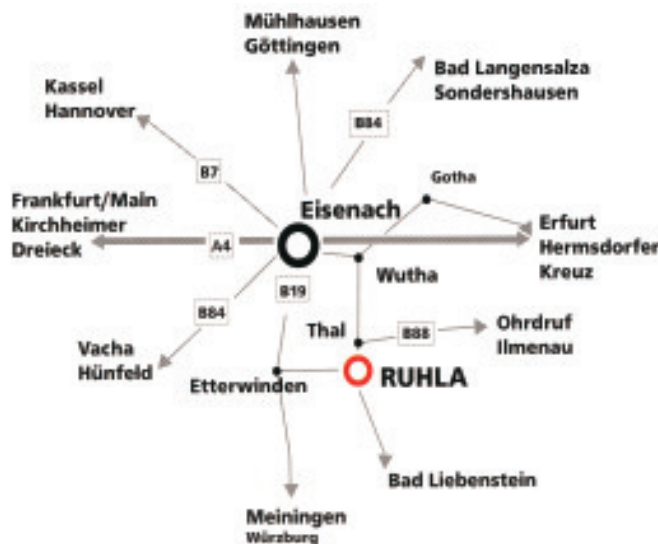 Mühlhausen
Göttingen
Bad Langensalza
Sondershausen
Kassel
Hannover
B84
B7
Gotha
Frankfurt/Main
Kirchheimer
Dreieck
Eisenach
Erfurt
Hermsdorfer
Kreuz
A4
Wutha
B19
B84
Thal
B88
Ohrdruf
Ilmenau
Vacha
Hünfeld
Etterwinden
RUHLA
Bad Liebenstein
Meiningen
Würzburg